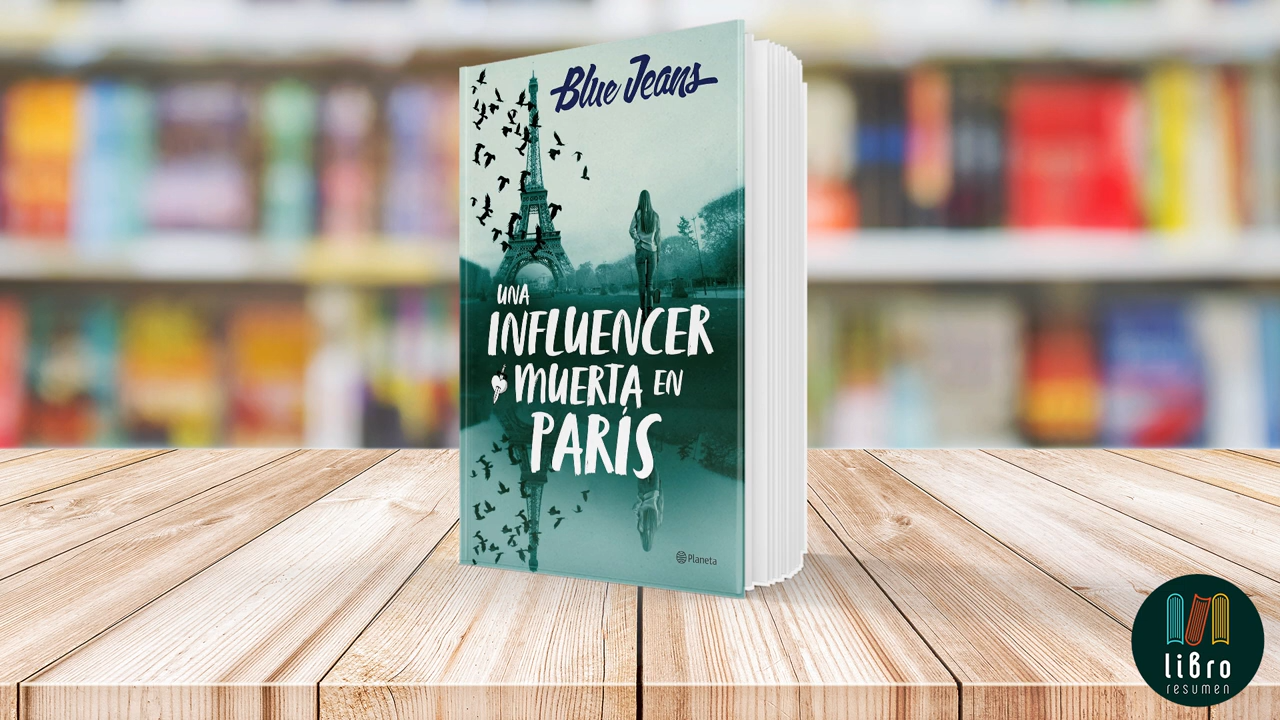 Blue Jeans
UNA
INFLUENCER
MUERTA EN
PARÍS
Planeta
liBro
resumen